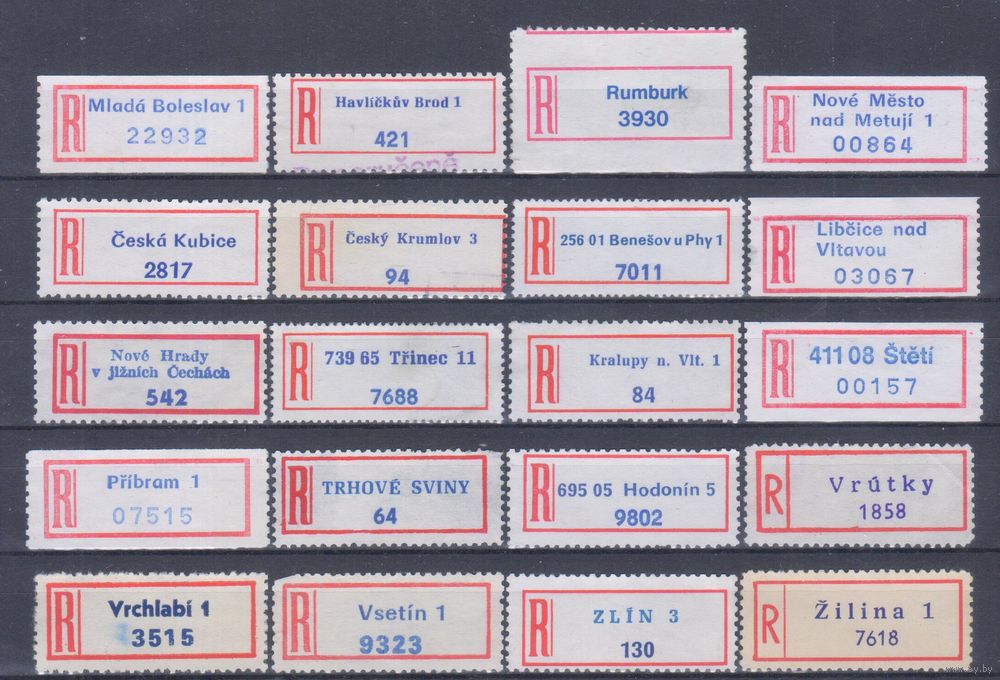 R
Mladá Boleslav 1
22932
R
Havlíčkův Brod 1
421
R
Rumburk
3930
R
Nové Město
nad Metují 1
00864
R
Česká Kubice
2817
R
Český Krumlov 3
94
R
256 01 Benešov u Phy 1
7011
R
Libčice nad
Vltavou
03067
R
Nové Hrady
v jižních Čechách
542
R
739 65 Třinec 11
7688
R
Kralupy n. Vlt. 1
84
R
411 08 Štětí
00157
R
Příbram 1
07515
R
TRHOVÉ SVINY
64
R
695 05 Hodonín 5
9802
R
Vrútky
1858
R
Vrchlabí 1
3515
R
Vsetín 1
9323
R
ZLÍN 3
130
R
Žilina 1
7618